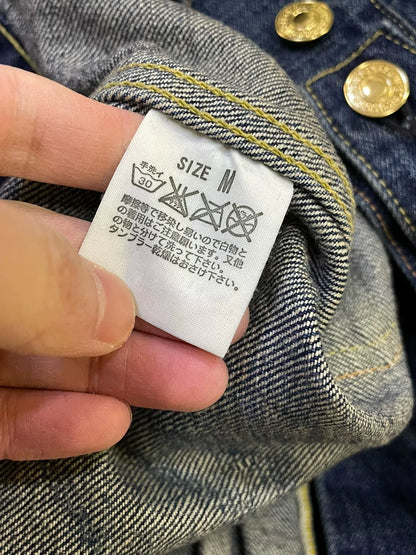 SIZE M
手洗イ
30
摩擦等で移染し易いので白物と
の着用はご注意願います。又他
の物と分けて洗って下さい。
タンブラー乾燥はおさけ下さい。